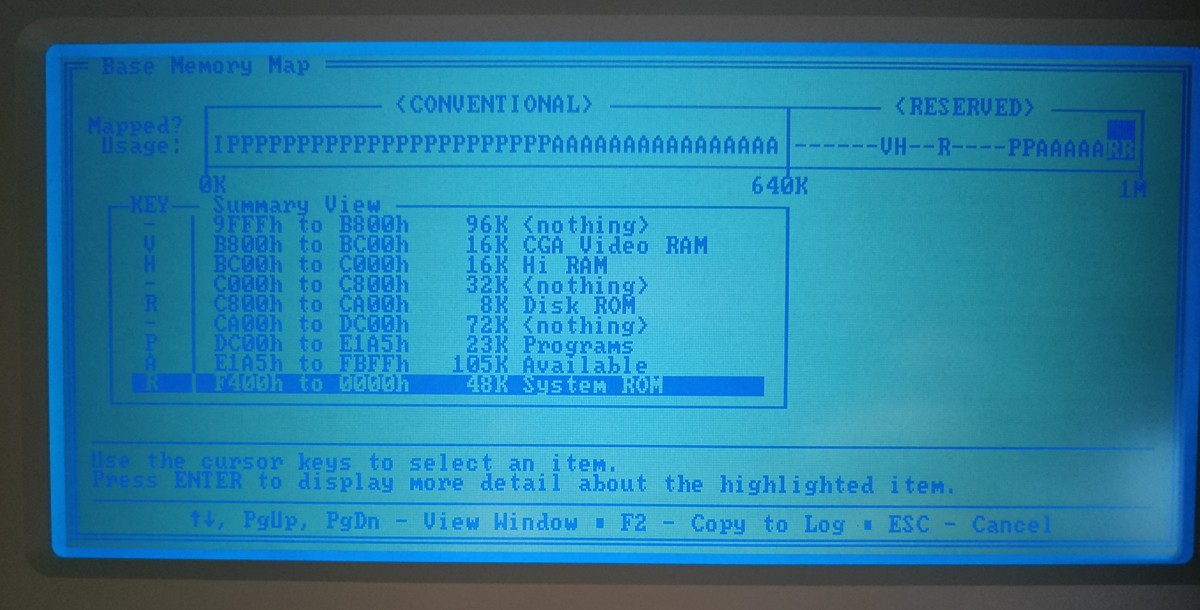 Base Memory Map
<CONVENTIONAL> <RESERVED>
Mapped?
Usage: IPPPPPPPPPPPPPPPPPPPPPPPPAAAAAAAAAAAAAAAA ------VH--R----PPAAAAARR
0K 640K 1M
KEY Summary View
- 9FFFh to B800h 96K <nothing>
V B800h to BC00h 16K CGA Video RAM
H BC00h to C000h 16K Hi RAM
- C000h to C800h 32K <nothing>
R C800h to CA00h 8K Disk ROM
- CA00h to DC00h 72K <nothing>
P DC00h to E1A5h 23K Programs
A E1A5h to FBFFh 105K Available
R F400h to 0000h 48K System ROM
Use the cursor keys to select an item.
Press ENTER to display more detail about the highlighted item.
↑↓, PgUp, PgDn - View Window ▪ F2 - Copy to Log ▪ ESC - Cancel